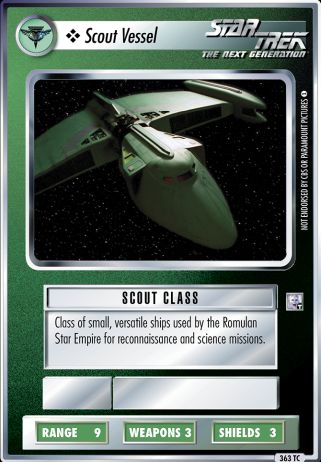 ❖ Scout Vessel
STAR TREK
THE NEXT GENERATION
NOT ENDORSED BY CBS OR PARAMOUNT PICTURES
SCOUT CLASS
Class of small, versatile ships used by the Romulan
Star Empire for reconnaissance and science missions.
RANGE 9 WEAPONS 3 SHIELDS 3
363 TC